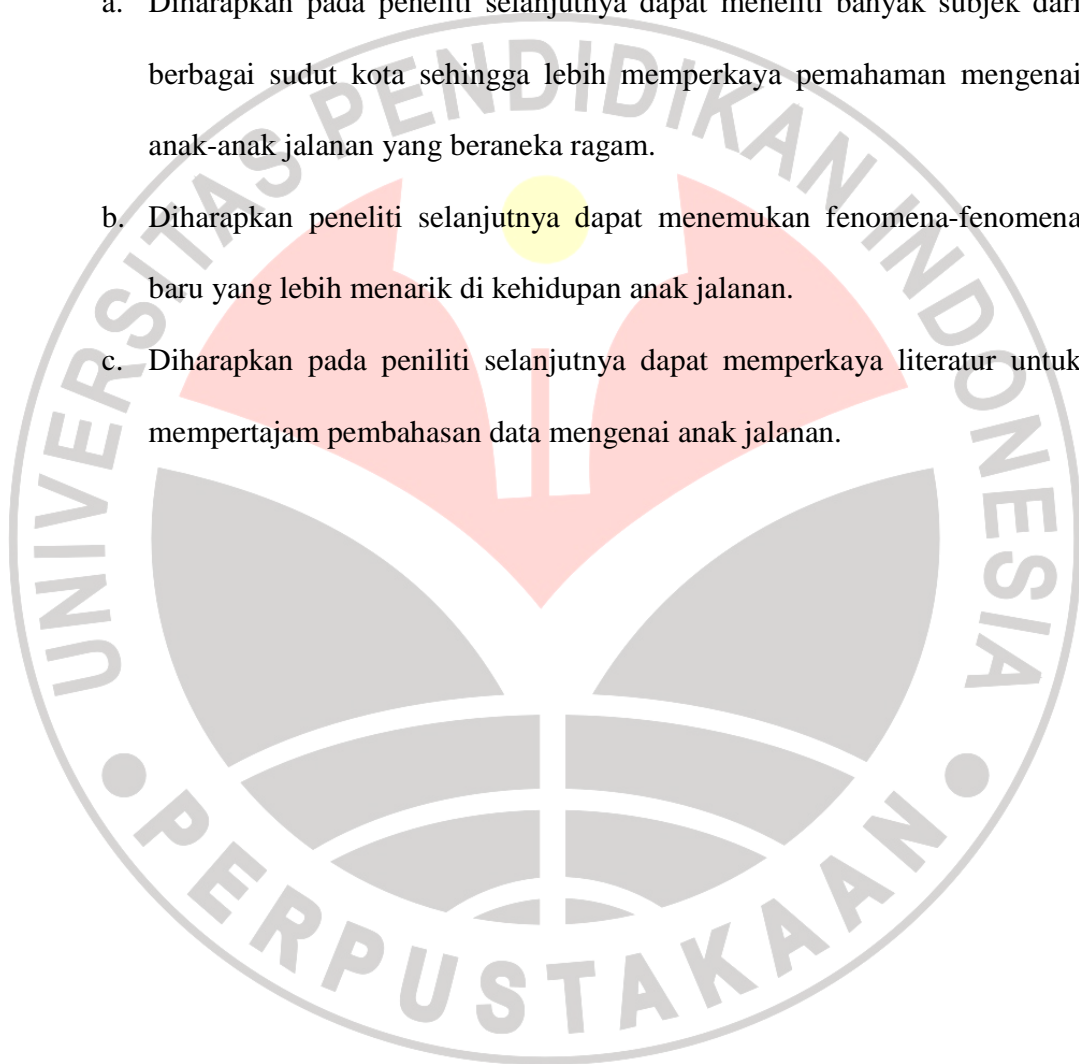 a. Diharapkan pada peneliti selanjutnya dapat meneliti banyak subjek dari
berbagai sudut kota sehingga lebih memperkaya pemahaman mengenai
anak-anak jalanan yang beraneka ragam.
b. Diharapkan peneliti selanjutnya dapat menemukan fenomena-fenomena
baru yang lebih menarik di kehidupan anak jalanan.
c. Diharapkan pada peniliti selanjutnya dapat memperkaya literatur untuk
mempertajam pembahasan data mengenai anak jalanan.
UNIVERSITAS PENDIDIKAN INDONESIA
PERPUSTAKAAN